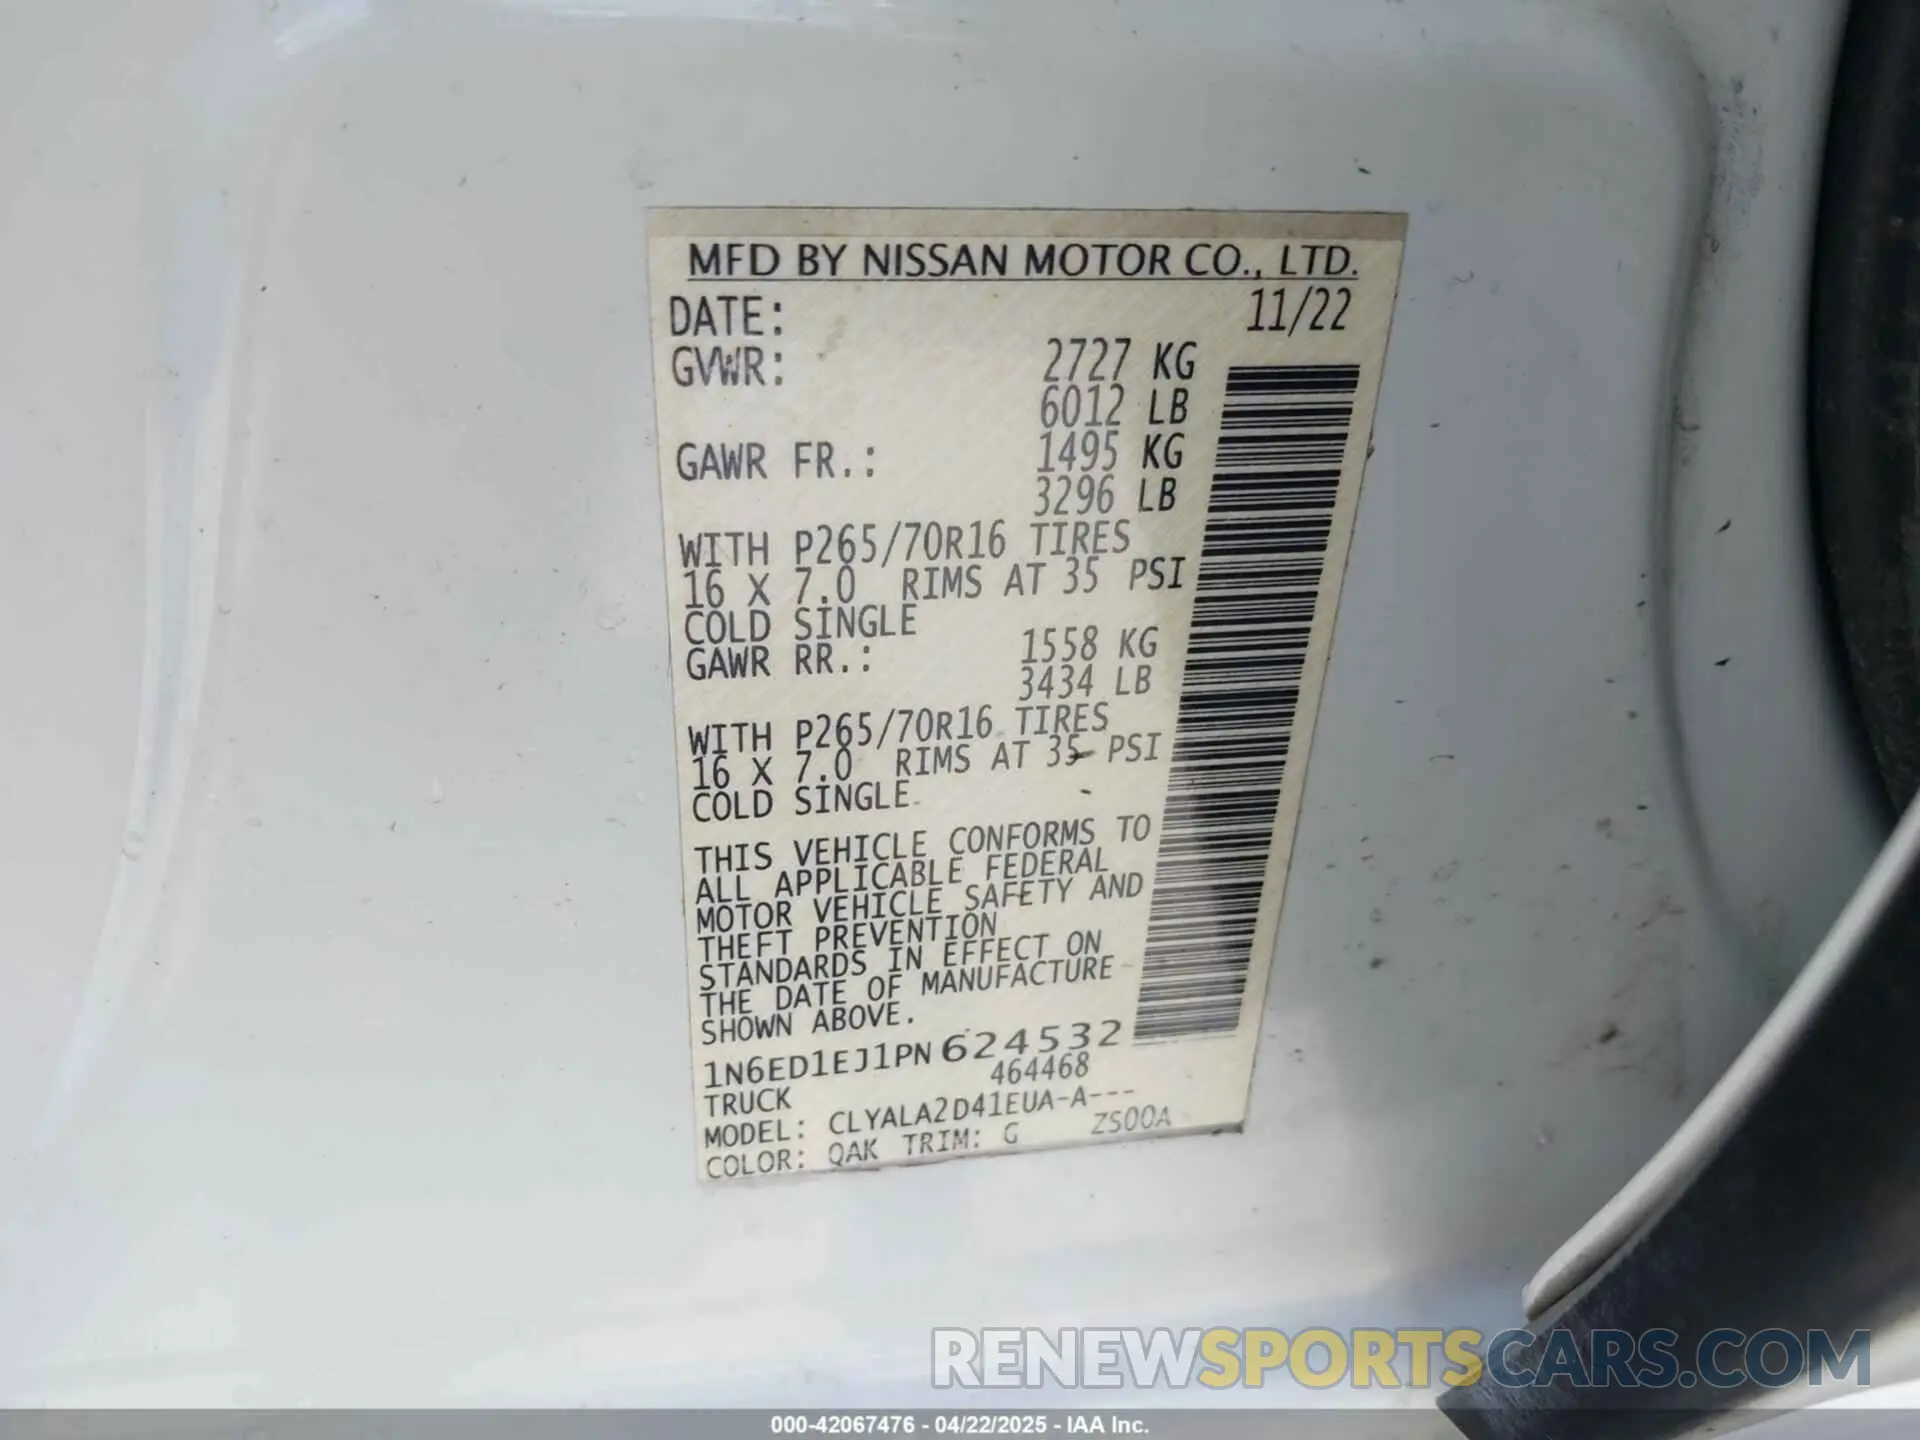 MFD BY NISSAN MOTOR CO., LTD.
DATE: 11/22
GVWR: 2727 KG
6012 LB
GAWR FR.: 1495 KG
3296 LB
WITH P265/70R16 TIRES
16 X 7.0 RIMS AT 35 PSI
COLD SINGLE
GAWR RR.: 1558 KG
3434 LB
WITH P265/70R16 TIRES
16 X 7.0 RIMS AT 35 PSI
COLD SINGLE
THIS VEHICLE CONFORMS TO
ALL APPLICABLE FEDERAL
MOTOR VEHICLE SAFETY AND
THEFT PREVENTION
STANDARDS IN EFFECT ON
THE DATE OF MANUFACTURE
SHOWN ABOVE.
1N6ED1EJ1PN624532
464468
TRUCK
MODEL: CLYALA2D41EUA-A---
COLOR: QAK TRIM: G ZS00A
RENEWSPORTSCARS.COM
000-42067476 - 04/22/2025 - IAA Inc.